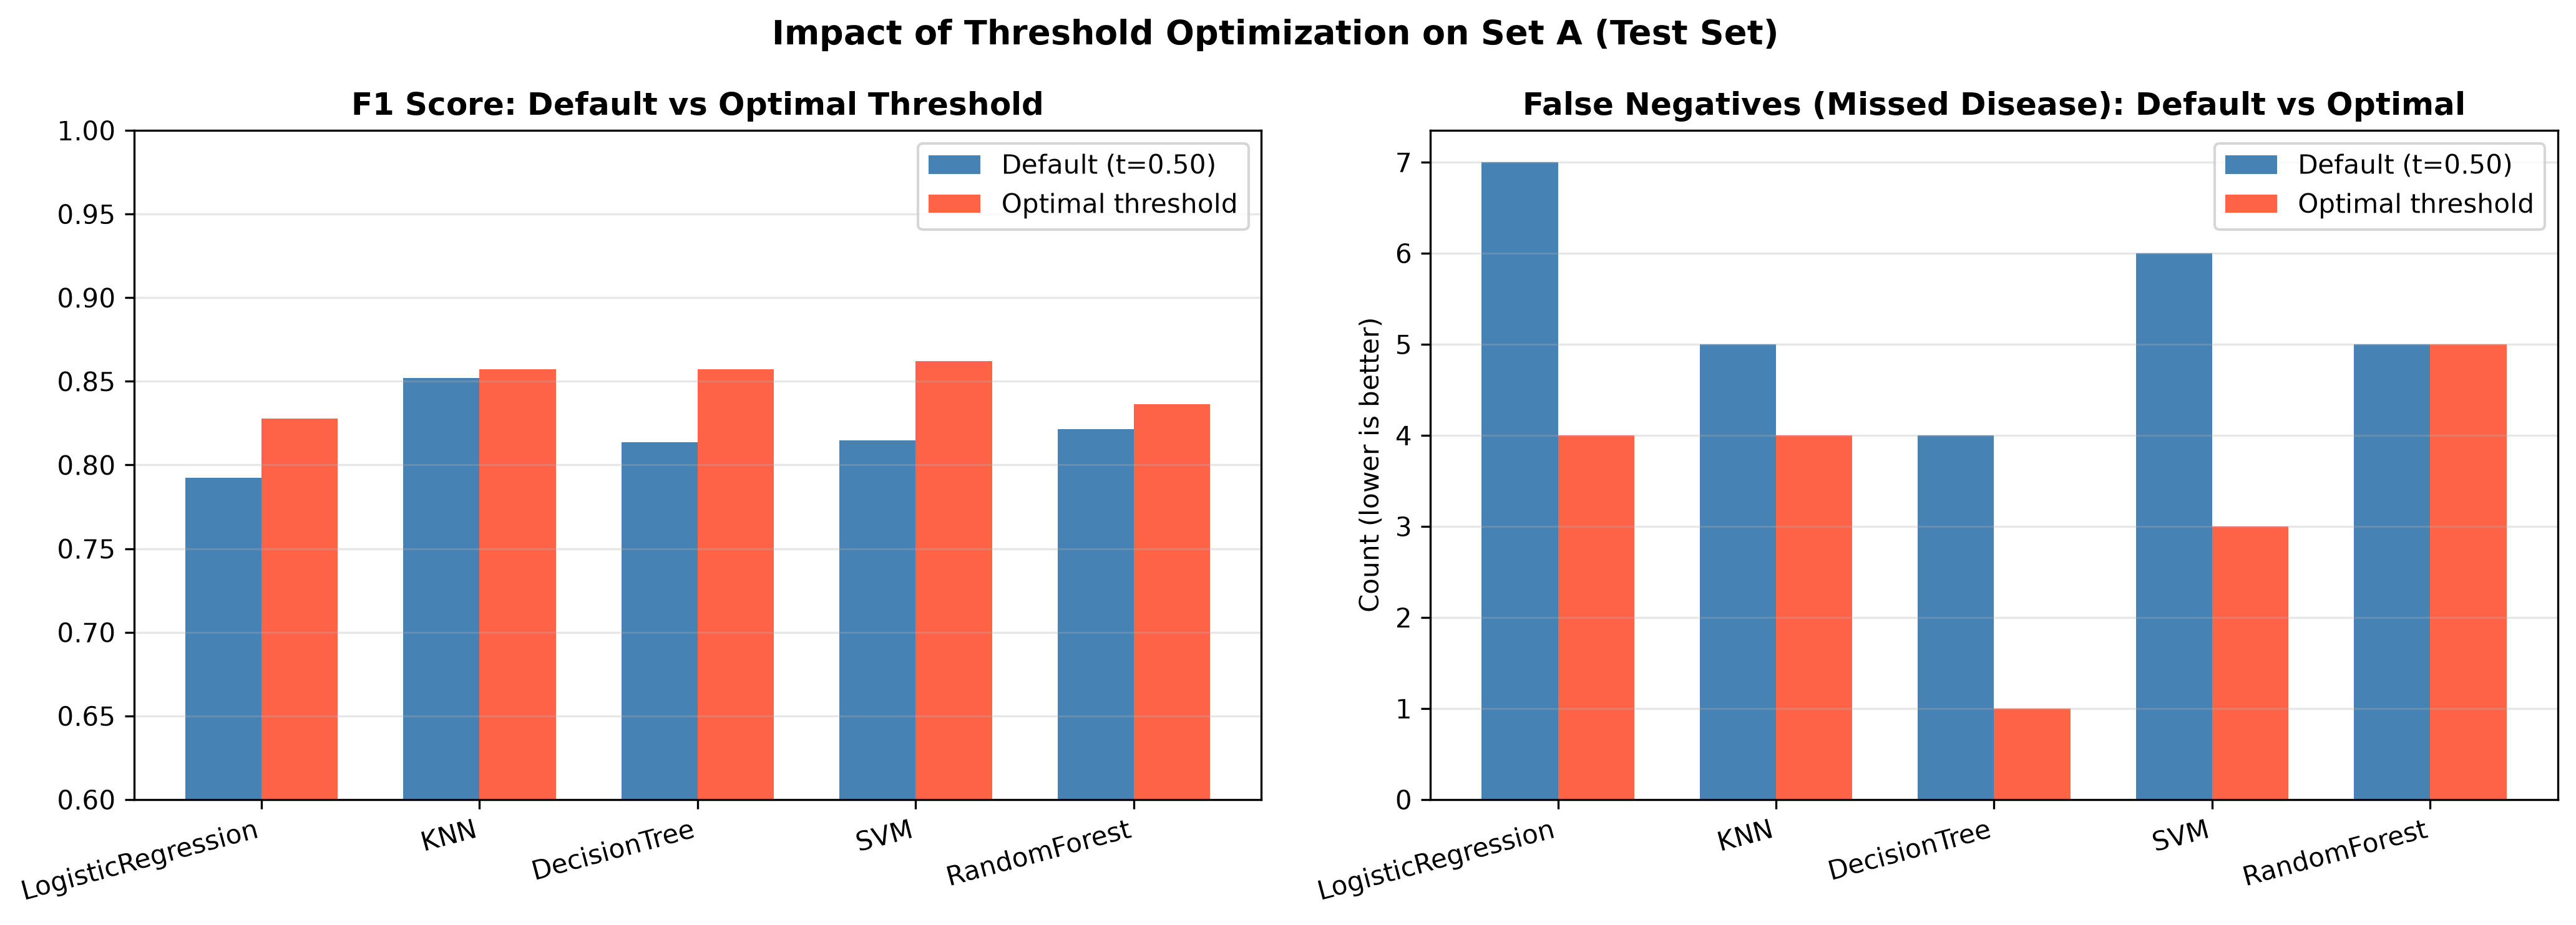 Impact of Threshold Optimization on Set A (Test Set)
F1 Score: Default vs Optimal Threshold
1.00
0.95
0.90
0.85
0.80
0.75
0.70
0.65
0.60
Default (t=0.50)
Optimal threshold
LogisticRegression
KNN
DecisionTree
SVM
RandomForest
False Negatives (Missed Disease): Default vs Optimal
Count (lower is better)
7
6
5
4
3
2
1
0
Default (t=0.50)
Optimal threshold
LogisticRegression
KNN
DecisionTree
SVM
RandomForest